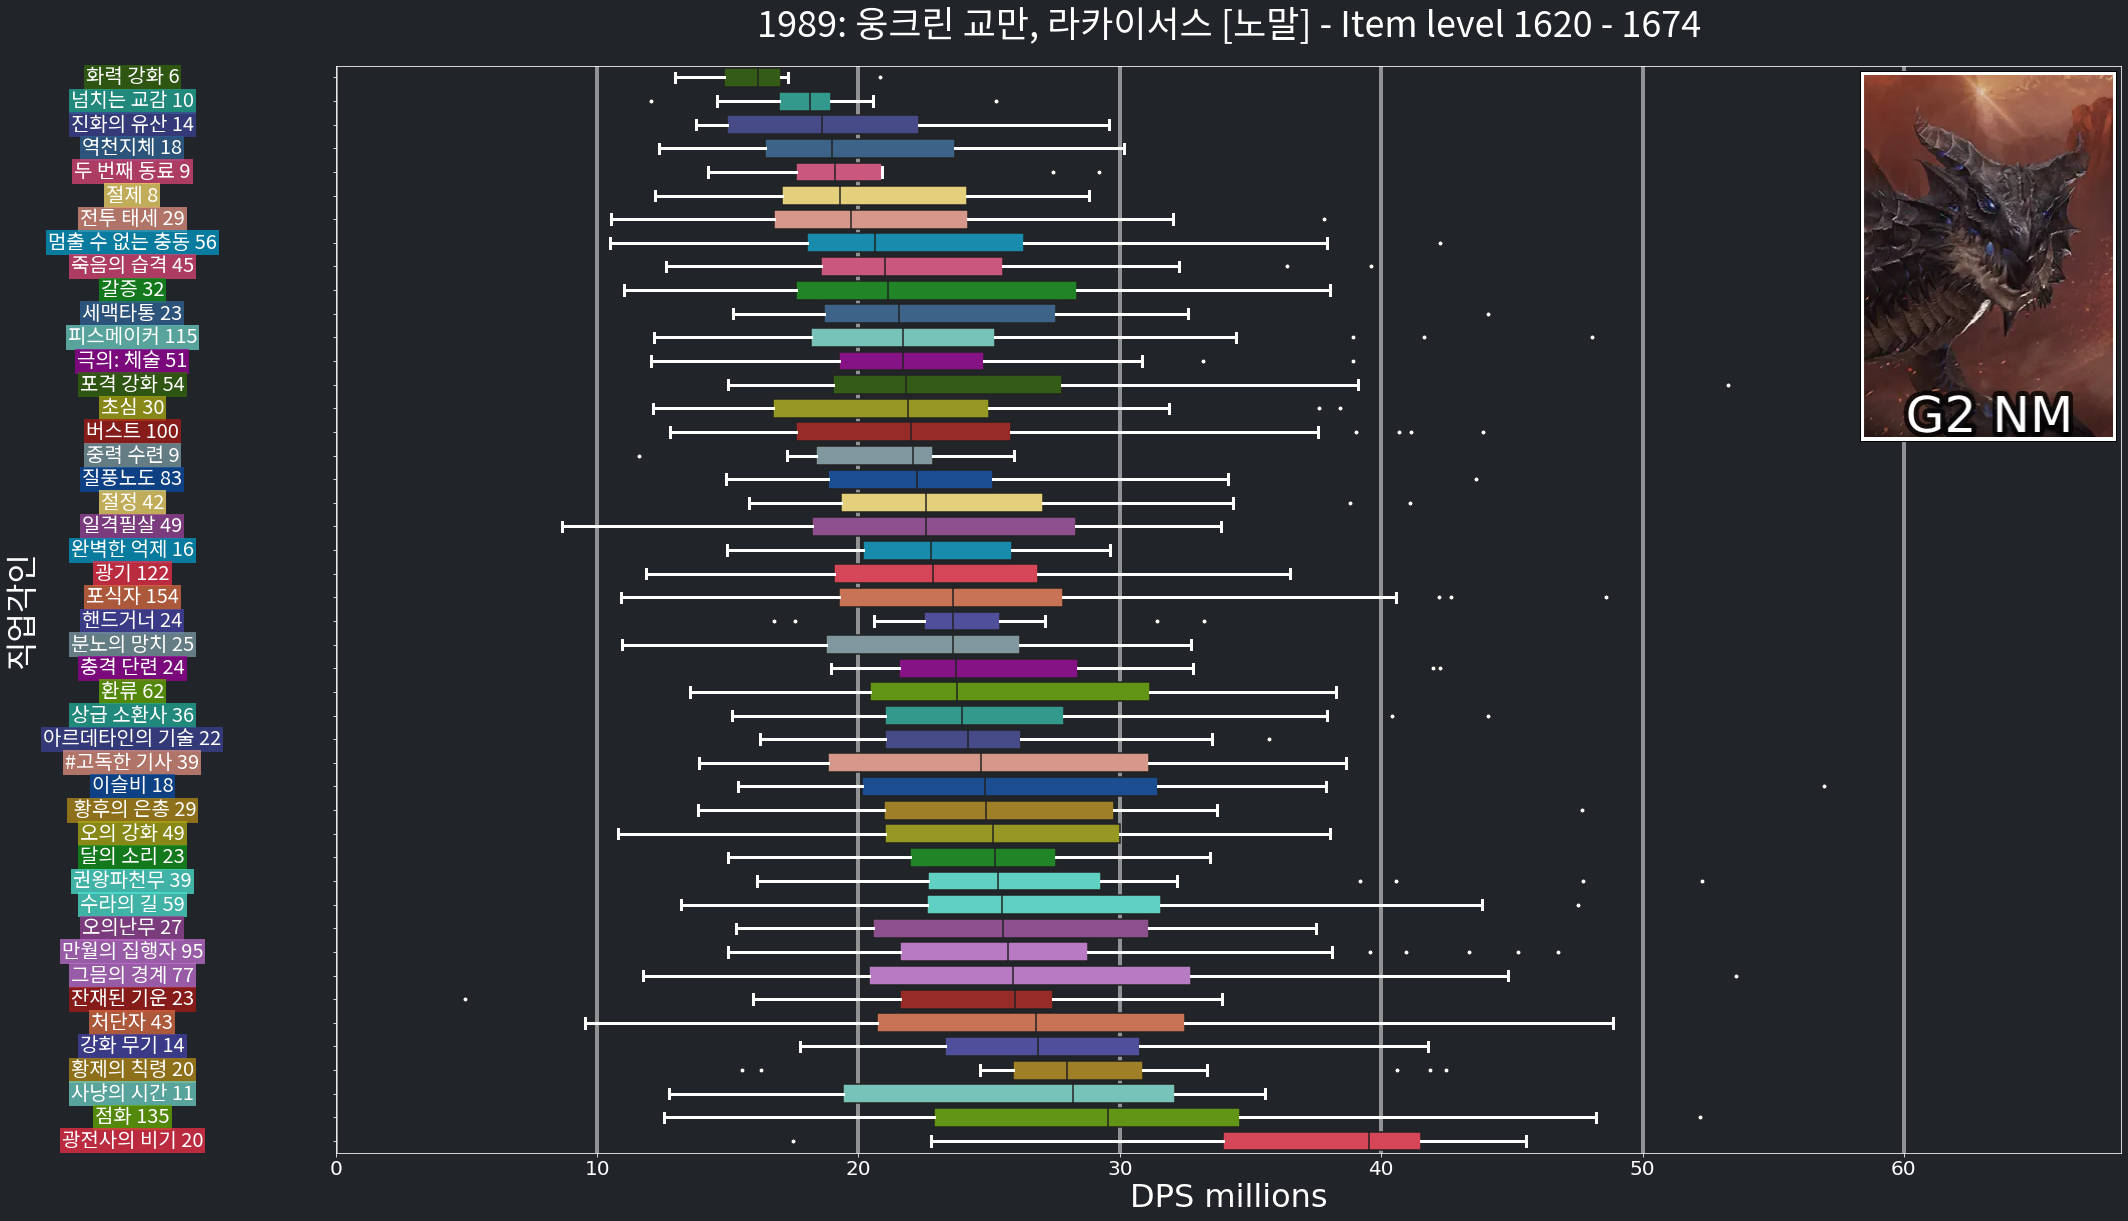 1989: 웅크린 교만, 라카이서스 [노말] - Item level 1620 - 1674
화력 강화 6
넘치는 교감 10
진화의 유산 14
역천지체 18
두 번째 동료 9
절제 8
전투 태세 29
멈출 수 없는 충동 56
죽음의 습격 45
갈증 32
세맥타통 23
피스메이커 115
극의: 체술 51
포격 강화 54
초심 30
버스트 100
중력 수련 9
질풍노도 83
절정 42
일격필살 49
완벽한 억제 16
광기 122
포식자 154
핸드거너 24
분노의 망치 25
충격 단련 24
환류 62
상급 소환사 36
아르데타인의 기술 22
#고독한 기사 39
이슬비 18
황후의 은총 29
오의 강화 49
달의 소리 23
권왕파천무 39
수라의 길 59
오의난무 27
만월의 집행자 95
그믐의 경계 77
잔재된 기운 23
처단자 43
강화 무기 14
황제의 칙령 20
사냥의 시간 11
점화 135
광전사의 비기 20
직업각인
G2 NM
0 10 20 30 40 50 60
DPS millions